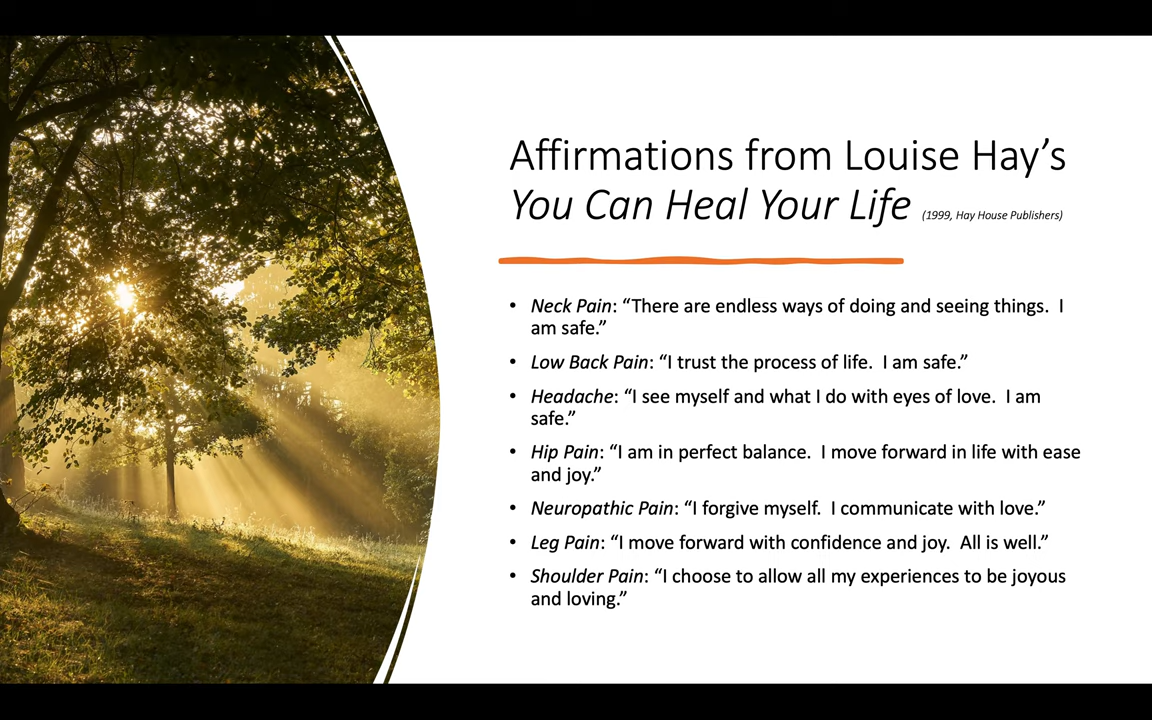 Affirmations from Louise Hay’s
You Can Heal Your Life (1999, Hay House Publishers)
• Neck Pain: “There are endless ways of doing and seeing things.  I
am safe.”
• Low Back Pain: “I trust the process of life.  I am safe.”
• Headache: “I see myself and what I do with eyes of love.  I am
safe.”
• Hip Pain: “I am in perfect balance.  I move forward in life with ease
and joy.”
• Neuropathic Pain: “I forgive myself.  I communicate with love.”
• Leg Pain: “I move forward with confidence and joy.  All is well.”
• Shoulder Pain: “I choose to allow all my experiences to be joyous
and loving.”